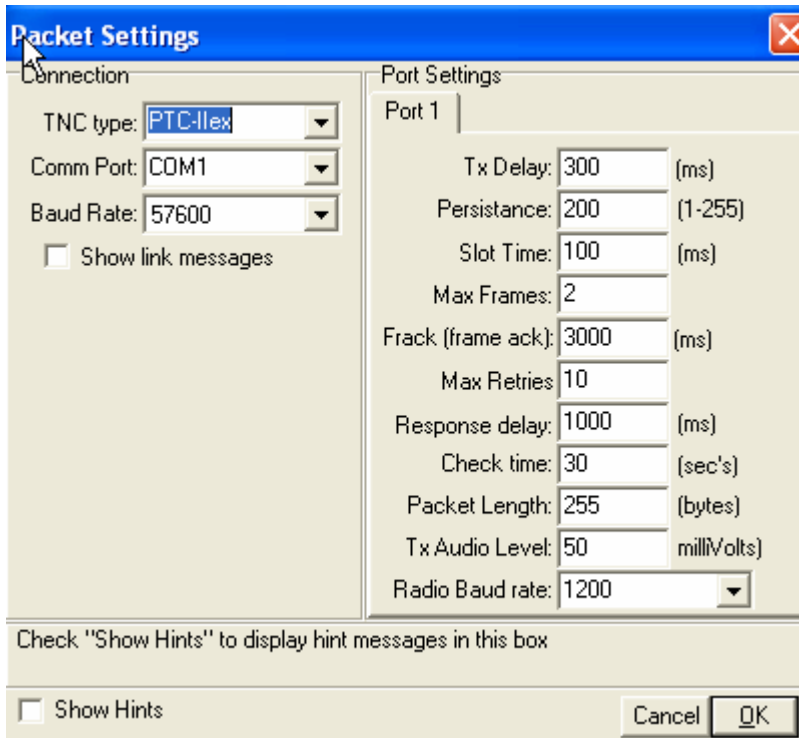 Packet Settings
Connection
TNC type: PTC-IIex
Comm Port: COM1
Baud Rate: 57600
Show link messages
Port Settings
Port 1
Tx Delay: 300 (ms)
Persistance: 200 (1-255)
Slot Time: 100 (ms)
Max Frames: 2
Frack (frame ack): 3000 (ms)
Max Retries 10
Response delay: 1000 (ms)
Check time: 30 (sec's)
Packet Length: 255 (bytes)
Tx Audio Level: 50 milliVolts)
Radio Baud rate: 1200
Check "Show Hints" to display hint messages in this box
Show Hints
Cancel OK